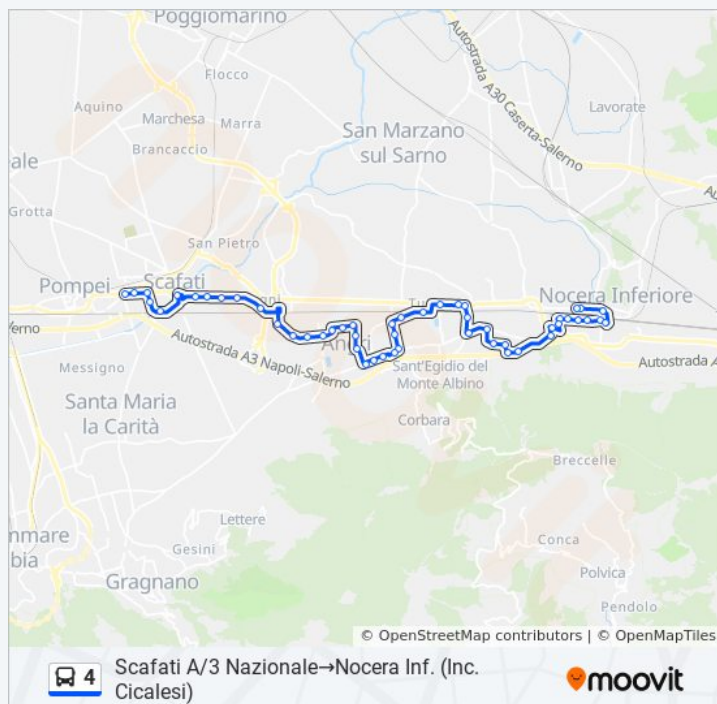 Poggiomarino
Flocco
Aquino
Marchesa
Marra
Brancaccio
Lavorate
Autostrada A30 Caserta-Salerno
San Marzano
sul Sarno
eale
Grotta
San Pietro
Pompei
Scafati
Nocera Inferiore
verno
Autostrada A3 Napoli-Salerno
Angri
Messigno
Sant'Egidio del
Monte Albino
Autostrada A
Santa Maria
la Carità
Corbara
Breccelle
Lettere
mmare
bia
Gesini
Conca
Gragnano
Polvica
Pendolo
© OpenStreetMap contributors | © OpenMapTiles
4
Scafati A/3 Nazionale→Nocera Inf. (Inc.
Cicalesi)
moovit